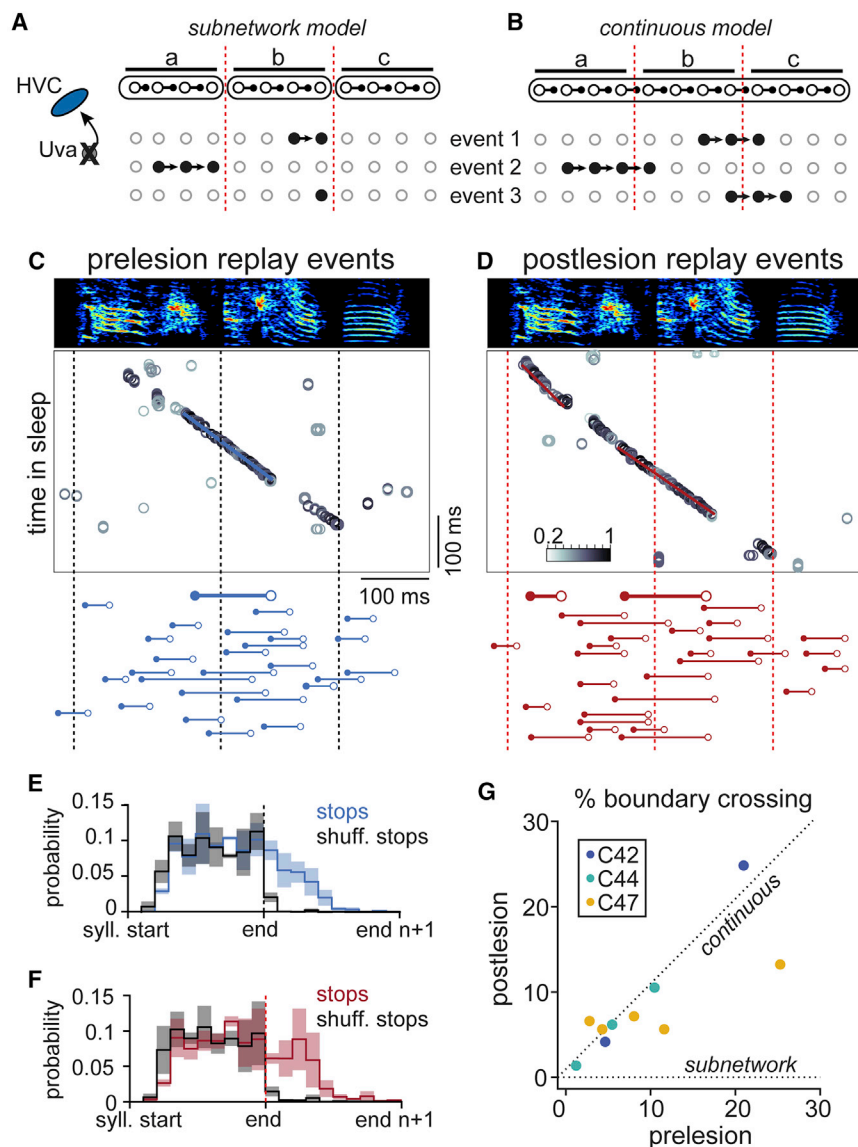 A
subnetwork model
a b c
HVC
Uva
B
continuous model
a b c
event 1
event 2
event 3
C
prelesion replay events
time in sleep
100 ms
100 ms
D
postlesion replay events
0.2 1
E
probability
0.15
0.1
0.05
0
stops
shuff. stops
syll. start end end n+1
F
probability
0.15
0.1
0.05
0
stops
shuff. stops
syll. start end end n+1
G
% boundary crossing
postlesion
30
20
10
0
C42
C44
C47
continuous
subnetwork
0 10 20 30
prelesion